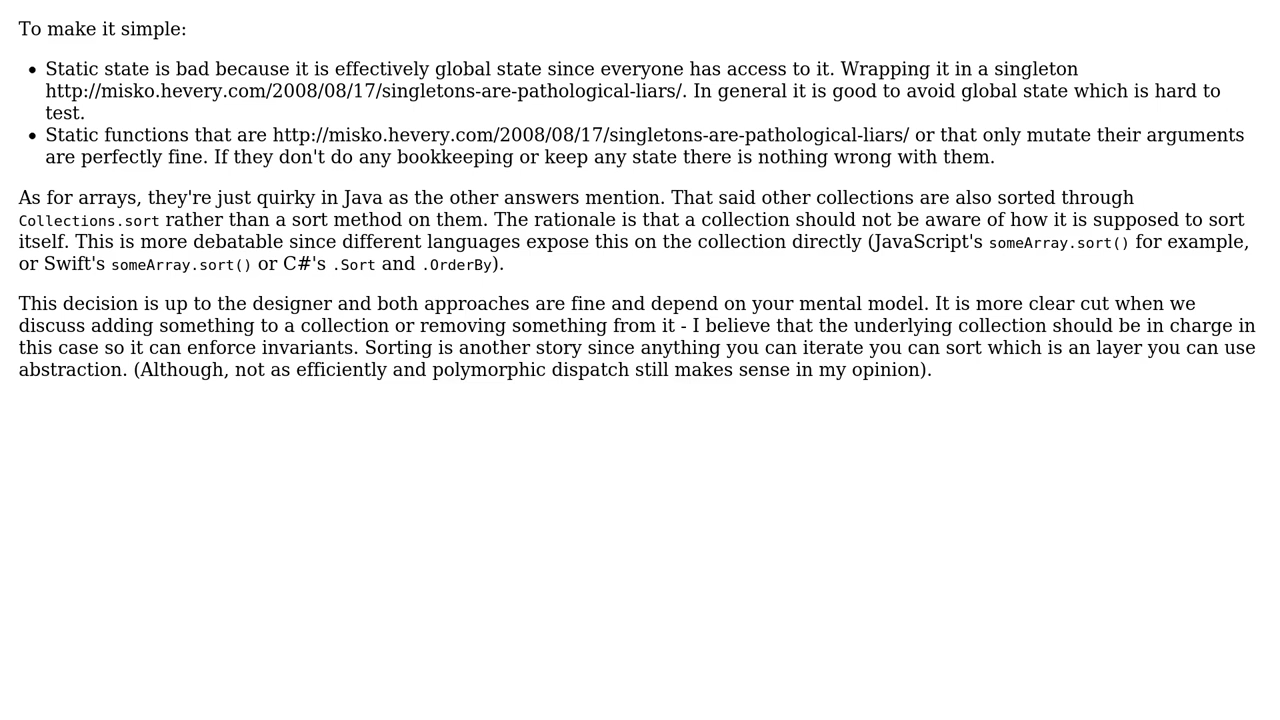 To make it simple:
• Static state is bad because it is effectively global state since everyone has access to it. Wrapping it in a singleton
http://misko.hevery.com/2008/08/17/singletons-are-pathological-liars/. In general it is good to avoid global state which is hard to
test.
• Static functions that are http://misko.hevery.com/2008/08/17/singletons-are-pathological-liars/ or that only mutate their arguments
are perfectly fine. If they don't do any bookkeeping or keep any state there is nothing wrong with them.
As for arrays, they're just quirky in Java as the other answers mention. That said other collections are also sorted through
Collections.sort rather than a sort method on them. The rationale is that a collection should not be aware of how it is supposed to sort
itself. This is more debatable since different languages expose this on the collection directly (JavaScript's someArray.sort() for example,
or Swift's someArray.sort() or C#'s .Sort and .OrderBy).
This decision is up to the designer and both approaches are fine and depend on your mental model. It is more clear cut when we
discuss adding something to a collection or removing something from it - I believe that the underlying collection should be in charge in
this case so it can enforce invariants. Sorting is another story since anything you can iterate you can sort which is an layer you can use
abstraction. (Although, not as efficiently and polymorphic dispatch still makes sense in my opinion).